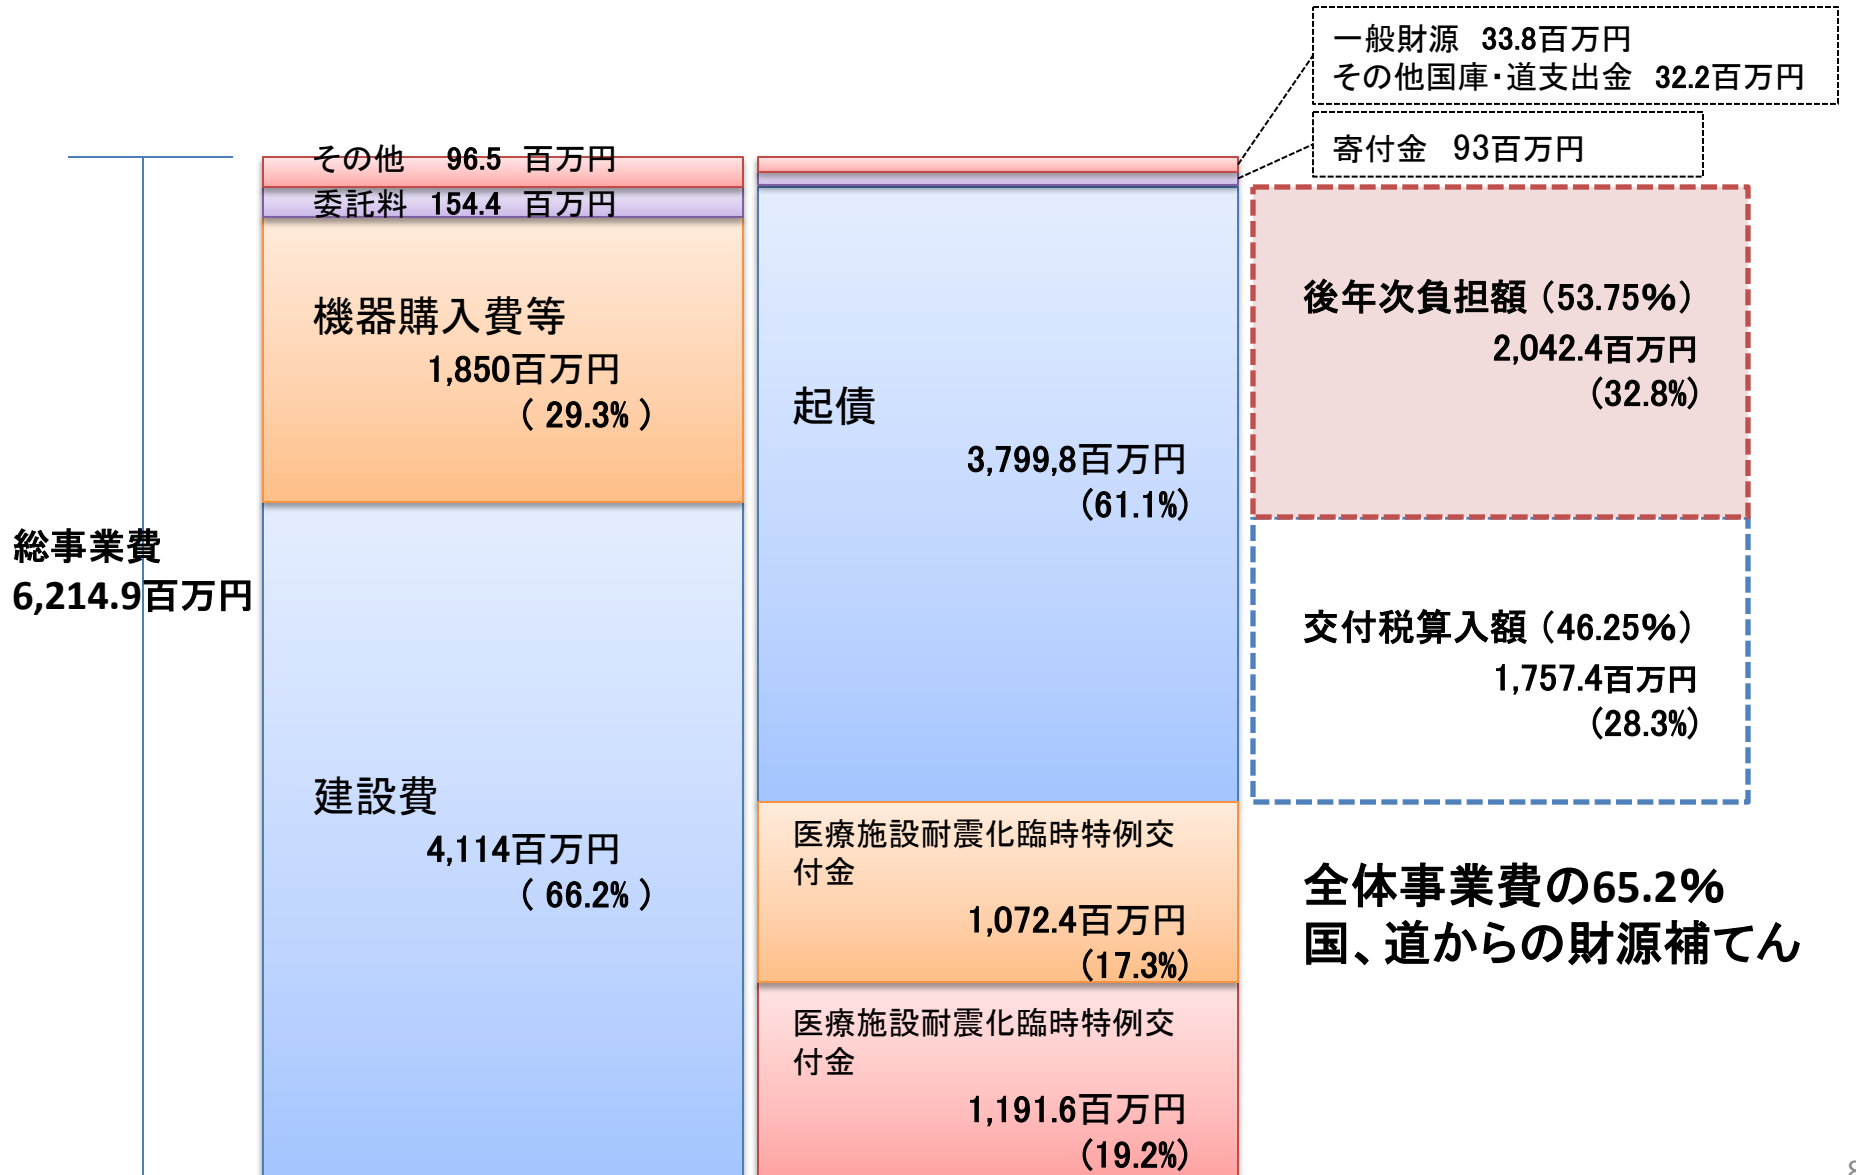 一般財源 33.8百万円
その他国庫・道支出金 32.2百万円
寄付金 93百万円
その他 96.5 百万円
委託料 154.4 百万円
機器購入費等
1,850百万円
( 29.3% )
建設費
4,114百万円
( 66.2% )
総事業費
6,214.9百万円
起債
3,799,8百万円
(61.1%)
医療施設耐震化臨時特例交
付金
1,072.4百万円
(17.3%)
医療施設耐震化臨時特例交
付金
1,191.6百万円
(19.2%)
後年次負担額(53.75%)
2,042.4百万円
(32.8%)
交付税算入額(46.25%)
1,757.4百万円
(28.3%)
全体事業費の65.2%
国、道からの財源補てん